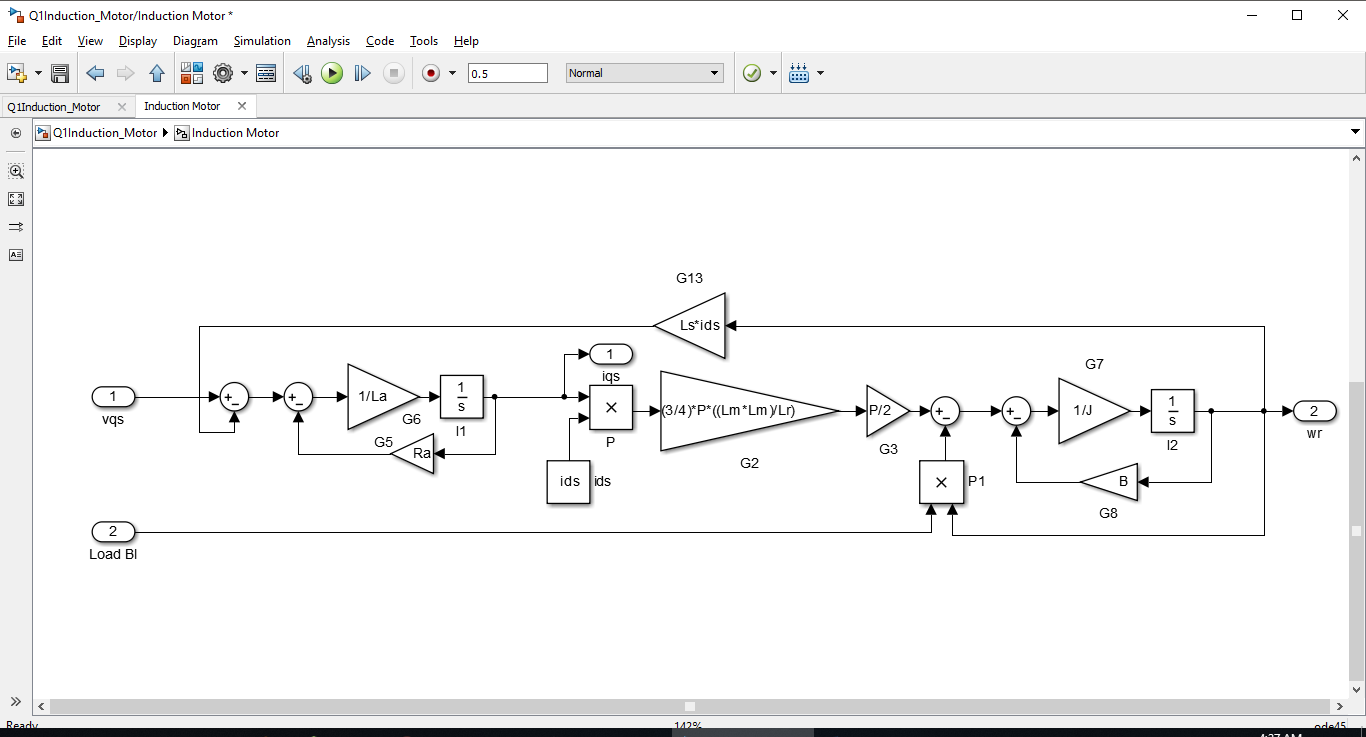 Q1Induction_Motor/Induction Motor *
File Edit View Display Diagram Simulation Analysis Code Tools Help
0.5 Normal
Q1Induction_Motor Induction Motor
Q1Induction_Motor Induction Motor
G13
Ls*ids
1
iqs
1
vqs
1/La
G6
1
s
I1
G5
Ra
×
P
ids ids
(3/4)*P*((Lm*Lm)/Lr)
G2
P/2
G3
×
P1
G7
1/J
1
s
I2
B
G8
2
wr
2
Load Bl
Ready 142% ode45
4:37 AM